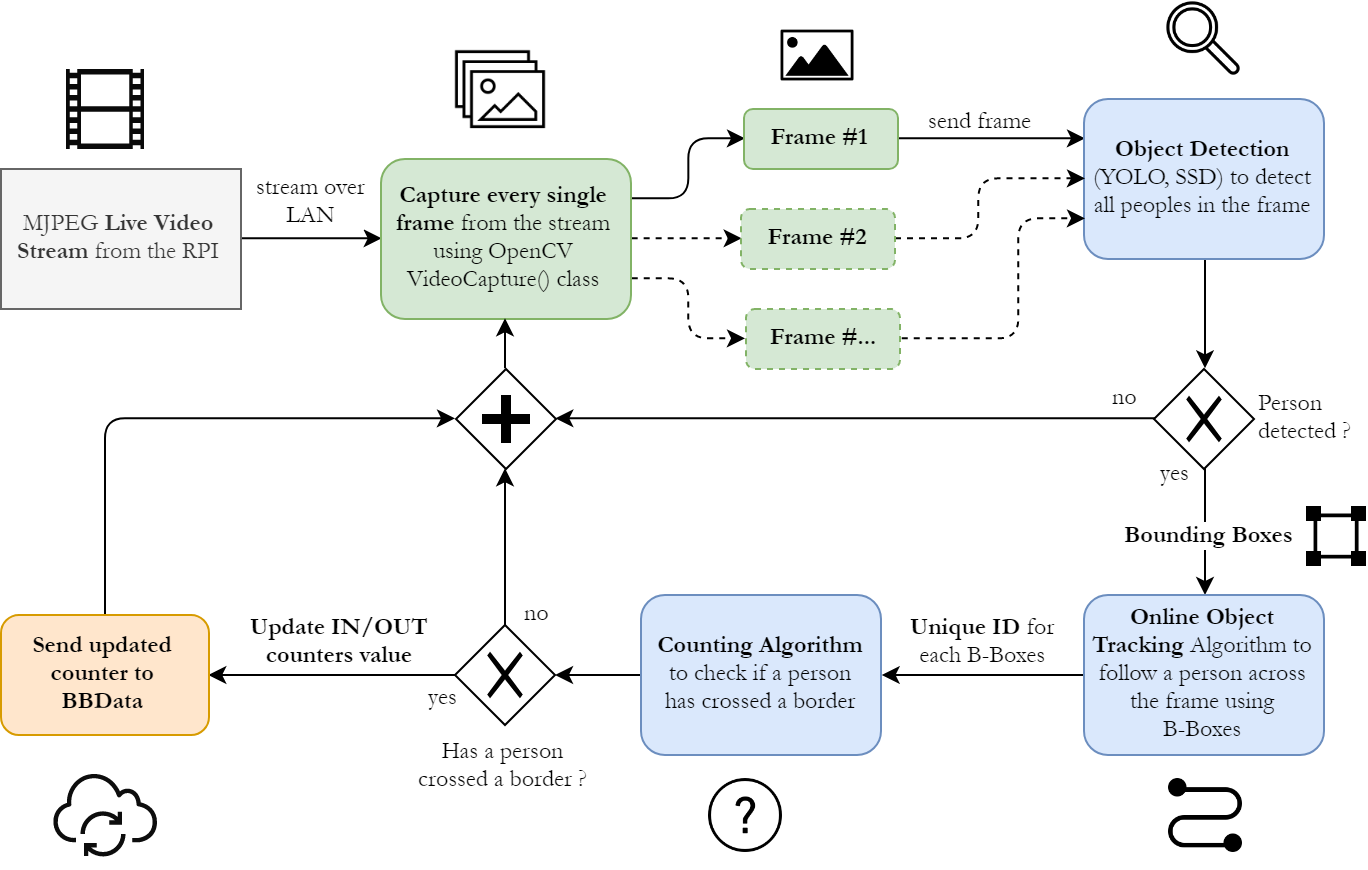 MJPEG Live Video
Stream from the RPI
stream over
LAN
Capture every single
frame from the stream
using OpenCV
VideoCapture() class
Frame #1
Frame #2
Frame #...
send frame
Object Detection
(YOLO, SSD) to detect
all peoples in the frame
Person
detected ?
no
yes
Bounding Boxes
Online Object
Tracking Algorithm to
follow a person across
the frame using
B-Boxes
Unique ID for
each B-Boxes
Counting Algorithm
to check if a person
has crossed a border
?
Has a person
crossed a border ?
no
yes
Update IN/OUT
counters value
Send updated
counter to
BBData